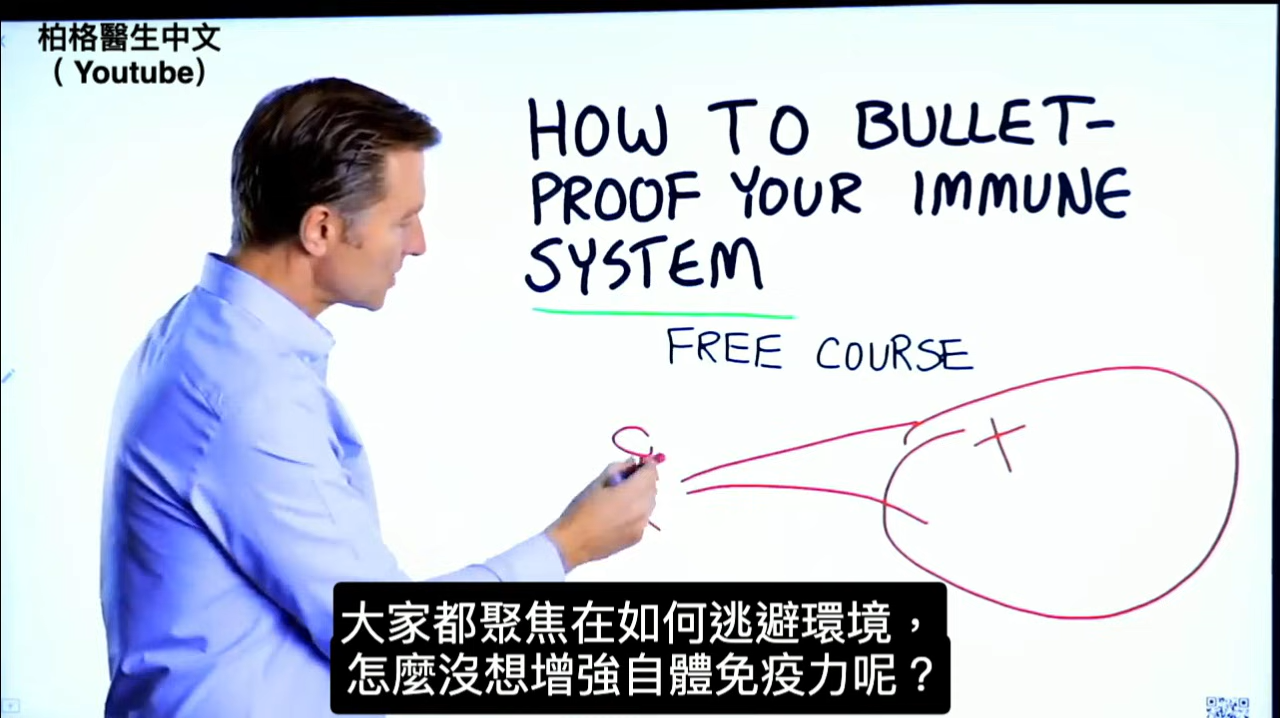 柏格醫生中文
（Youtube）
HOW TO BULLET-
PROOF YOUR IMMUNE
SYSTEM
FREE COURSE
大家都聚焦在如何逃避環境，
怎麼沒想增強自體免疫力呢？